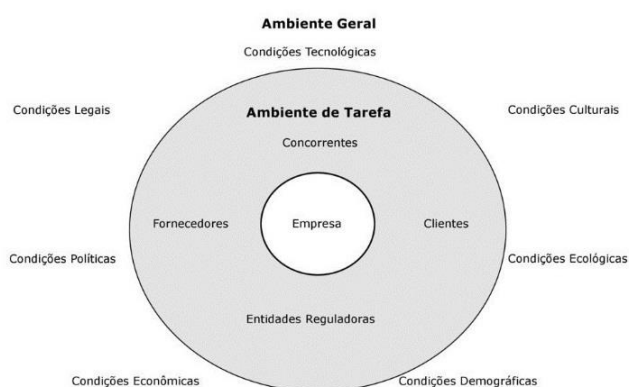 Ambiente Geral
Condições Tecnológicas
Condições Legais
Condições Culturais
Ambiente de Tarefa
Concorrentes
Fornecedores
Empresa
Clientes
Condições Políticas
Condições Ecológicas
Entidades Reguladoras
Condições Econômicas
Condições Demográficas